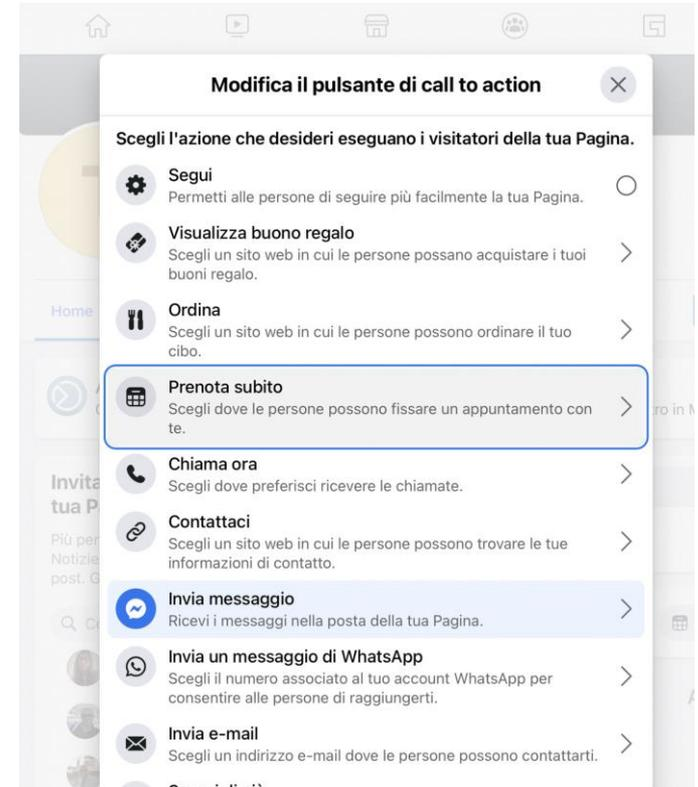 Modifica il pulsante di call to action
Scegli l'azione che desideri eseguano i visitatori della tua Pagina.
Segui
Permetti alle persone di seguire più facilmente la tua Pagina.
Visualizza buono regalo
Scegli un sito web in cui le persone possano acquistare i tuoi
buoni regalo.
Ordina
Scegli un sito web in cui le persone possono ordinare il tuo
cibo.
Home
Prenota subito
Scegli dove le persone possono fissare un appuntamento con
te.
ro in
Chiama ora
Scegli dove preferisci ricevere le chiamate.
Invita
tua P
Contattaci
Scegli un sito web in cui le persone possono trovare le tue
informazioni di contatto.
Più per
Notizie
post. G
Invia messaggio
Ricevi i messaggi nella posta della tua Pagina.
Invia un messaggio di WhatsApp
Scegli il numero associato al tuo account WhatsApp per
consentire alle persone di raggiungerti.
Invia e-mail
Scegli un indirizzo e-mail dove le persone possono contattarti.